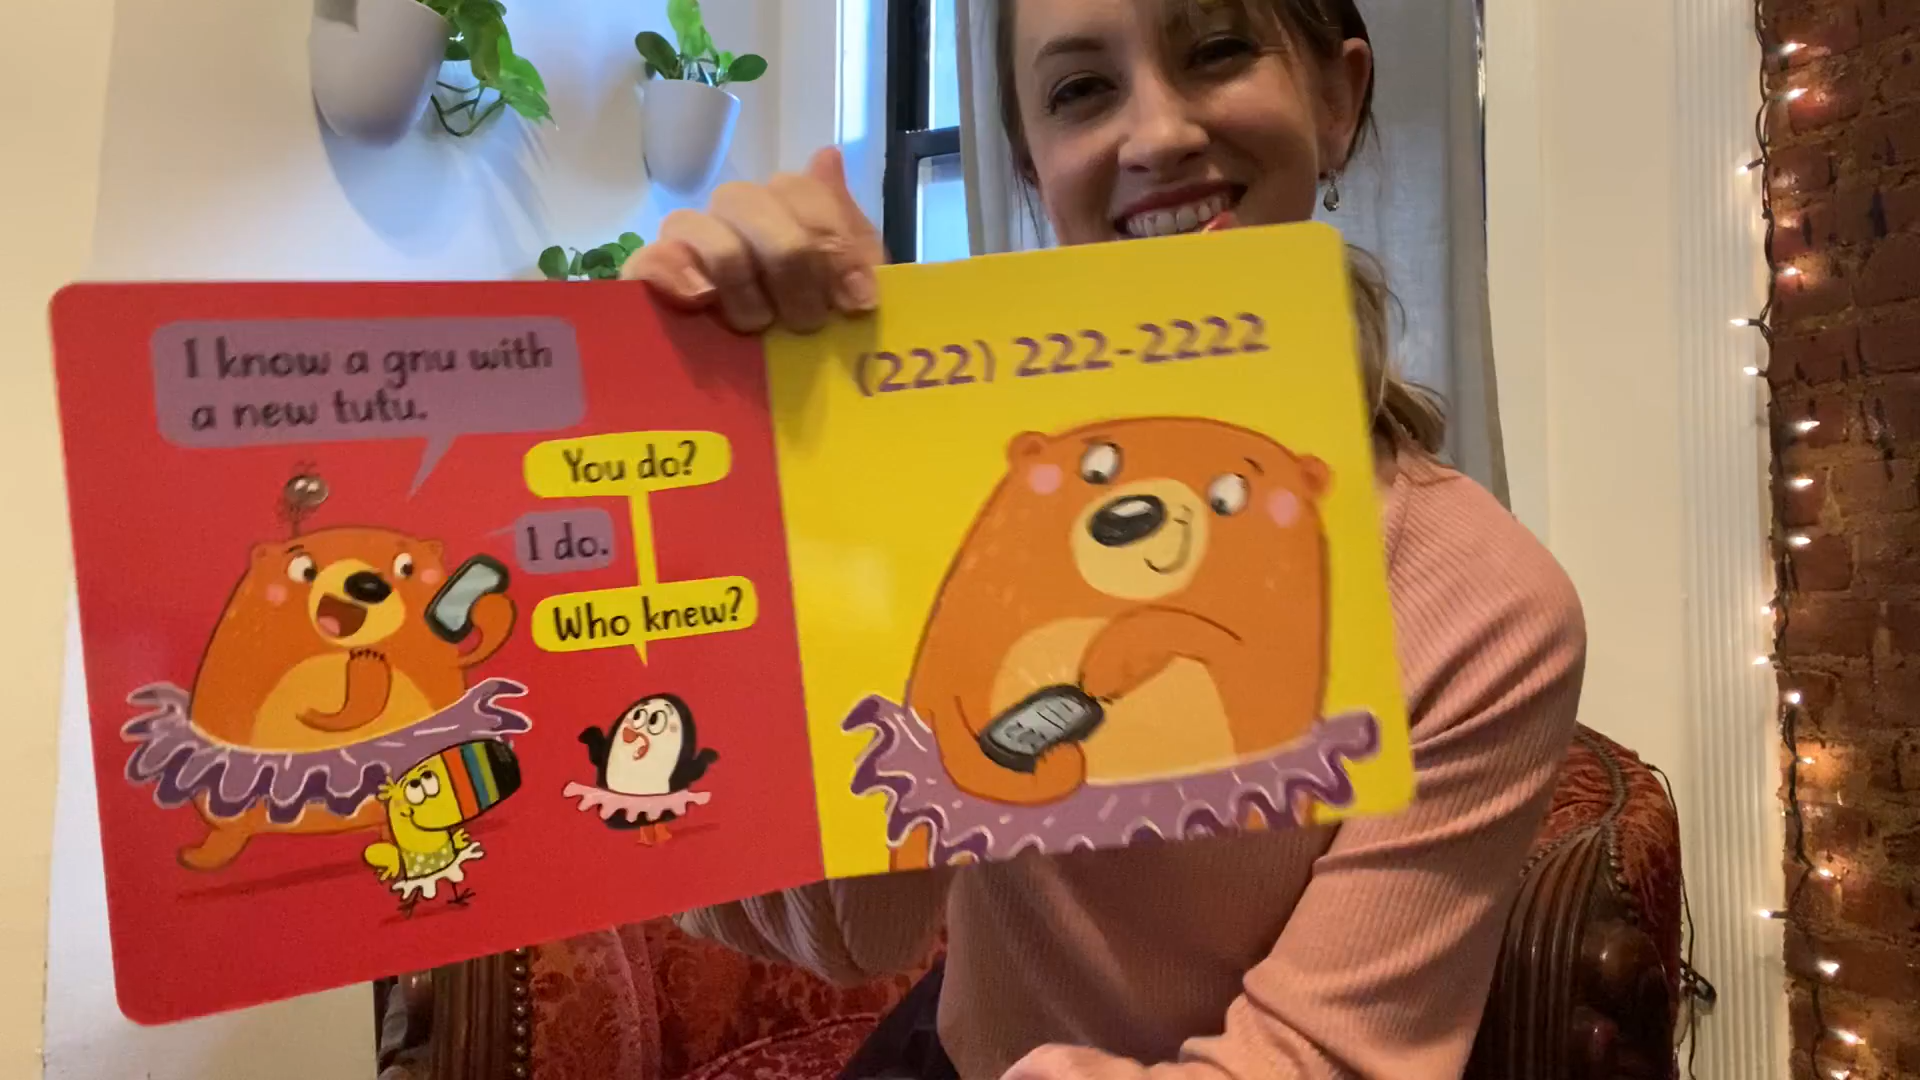 I know a gnu with
a new tutu.
You do?
I do.
Who knew?
(222) 222-2222